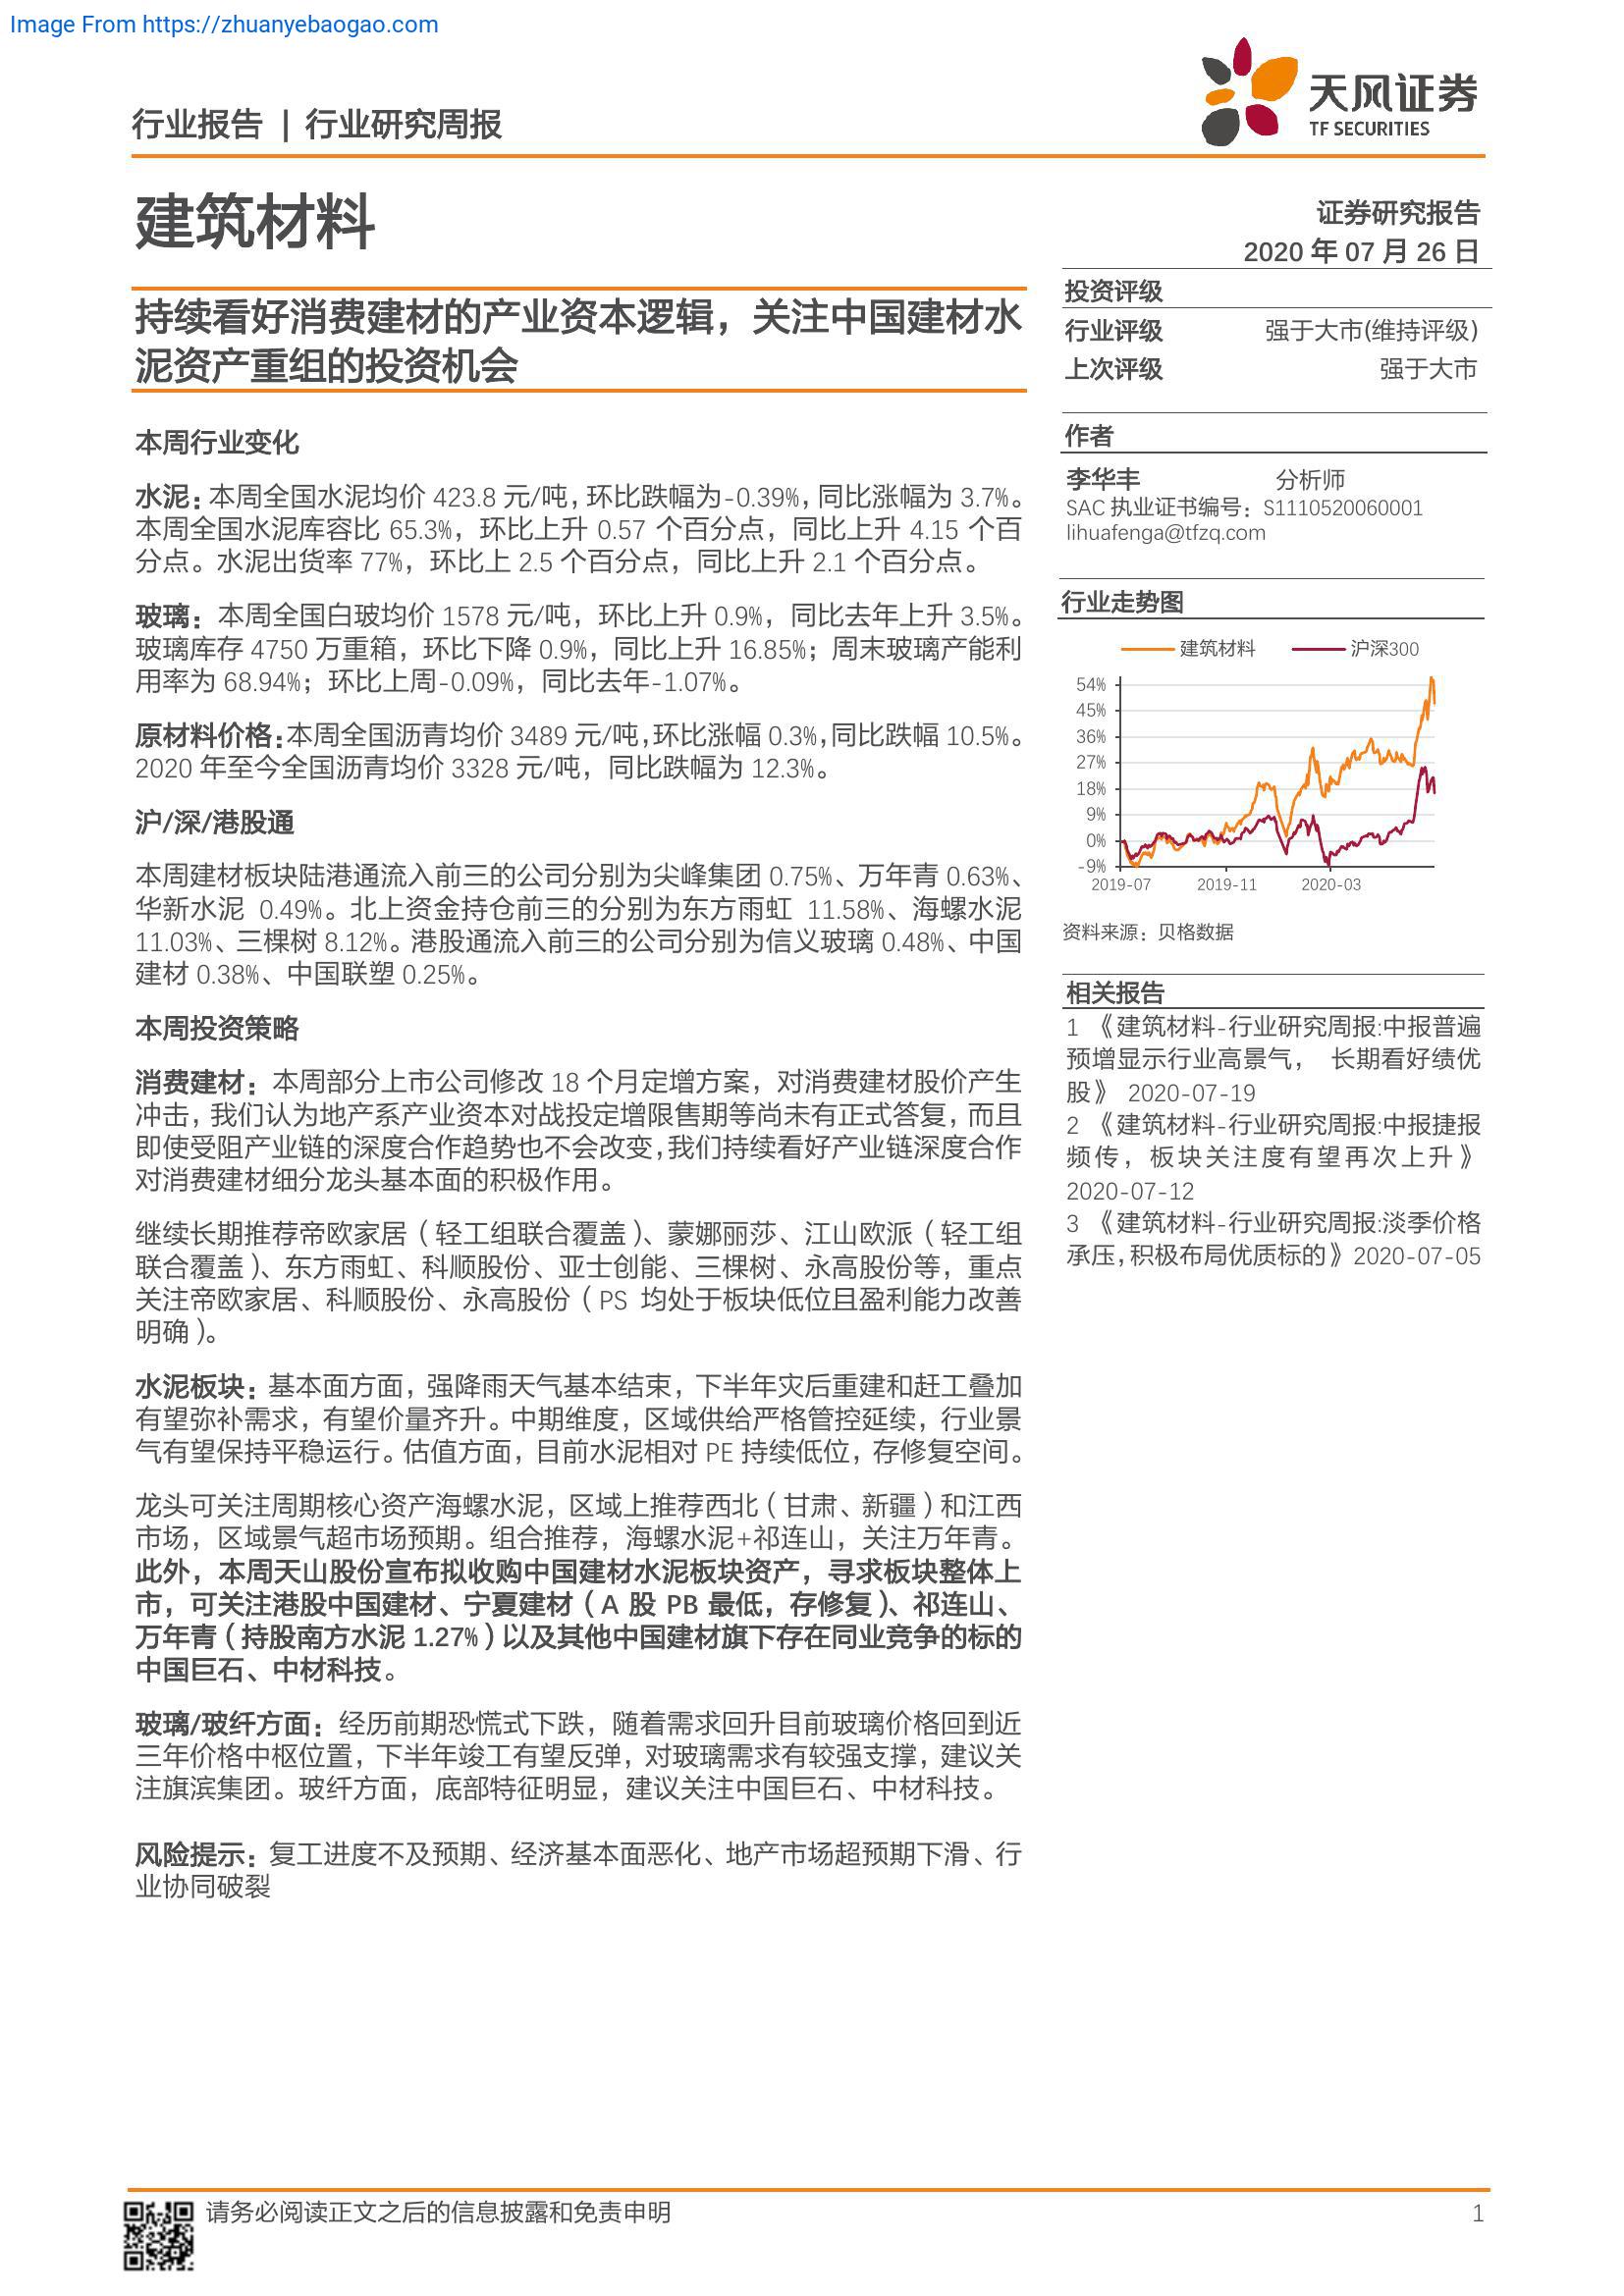 Image From https://zhuanyebaogao.com
行业报告 | 行业研究周报
天风证券
TF SECURITIES
建筑材料
证券研究报告
2020 年 07 月 26 日
持续看好消费建材的产业资本逻辑，关注中国建材水
泥资产重组的投资机会
本周行业变化
水泥：本周全国水泥均价 423.8 元/吨，环比跌幅为-0.39%，同比涨幅为 3.7%。
本周全国水泥库容比 65.3%，环比上升 0.57 个百分点，同比上升 4.15 个百
分点。水泥出货率 77%，环比上 2.5 个百分点，同比上升 2.1 个百分点。
玻璃：本周全国白玻均价 1578 元/吨，环比上升 0.9%，同比去年上升 3.5%。
玻璃库存 4750 万重箱，环比下降 0.9%，同比上升 16.85%；周末玻璃产能利
用率为 68.94%；环比上周-0.09%，同比去年-1.07%。
原材料价格：本周全国沥青均价 3489 元/吨，环比涨幅 0.3%，同比跌幅 10.5%。
2020 年至今全国沥青均价 3328 元/吨，同比跌幅为 12.3%。
沪/深/港股通
本周建材板块陆港通流入前三的公司分别为尖峰集团 0.75%、万年青 0.63%、
华新水泥 0.49%。北上资金持仓前三的分别为东方雨虹 11.58%、海螺水泥
11.03%、三棵树 8.12%。港股通流入前三的公司分别为信义玻璃 0.48%、中国
建材 0.38%、中国联塑 0.25%。
本周投资策略
消费建材：本周部分上市公司修改 18 个月定增方案，对消费建材股价产生
冲击，我们认为地产系产业资本对战投定增限售期等尚未有正式答复，而且
即使受阻产业链的深度合作趋势也不会改变，我们持续看好产业链深度合作
对消费建材细分龙头基本面的积极作用。
继续长期推荐帝欧家居（轻工组联合覆盖）、蒙娜丽莎、江山欧派（轻工组
联合覆盖）、东方雨虹、科顺股份、亚士创能、三棵树、永高股份等，重点
关注帝欧家居、科顺股份、永高股份（PS 均处于板块低位且盈利能力改善
明确）。
水泥板块：基本面方面，强降雨天气基本结束，下半年灾后重建和赶工叠加
有望弥补需求，有望价量齐升。中期维度，区域供给严格管控延续，行业景
气有望保持平稳运行。估值方面，目前水泥相对 PE 持续低位，存修复空间。
龙头可关注周期核心资产海螺水泥，区域上推荐西北（甘肃、新疆）和江西
市场，区域景气超市场预期。组合推荐，海螺水泥+祁连山，关注万年青。
此外，本周天山股份宣布拟收购中国建材水泥板块资产，寻求板块整体上
市，可关注港股中国建材、宁夏建材（A 股 PB 最低，存修复）、祁连山、
万年青（持股南方水泥 1.27%）以及其他中国建材旗下存在同业竞争的标的
中国巨石、中材科技。
玻璃/玻纤方面：经历前期恐慌式下跌，随着需求回升目前玻璃价格回到近
三年价格中枢位置，下半年竣工有望反弹，对玻璃需求有较强支撑，建议关
注旗滨集团。玻纤方面，底部特征明显，建议关注中国巨石、中材科技。
风险提示：复工进度不及预期、经济基本面恶化、地产市场超预期下滑、行
业协同破裂
投资评级
行业评级 强于大市(维持评级)
上次评级 强于大市
作者
李华丰 分析师
SAC 执业证书编号：S1110520060001
lihuafenga@tfzq.com
行业走势图
建筑材料 沪深300
54%
45%
36%
27%
18%
9%
0%
-9%
2019-07 2019-11 2020-03
资料来源：贝格数据
相关报告
1 《建筑材料-行业研究周报:中报普遍
预增显示行业高景气， 长期看好绩优
股》 2020-07-19
2 《建筑材料-行业研究周报:中报捷报
频传，板块关注度有望再次上升》
2020-07-12
3 《建筑材料-行业研究周报:淡季价格
承压，积极布局优质标的》2020-07-05
请务必阅读正文之后的信息披露和免责申明
1